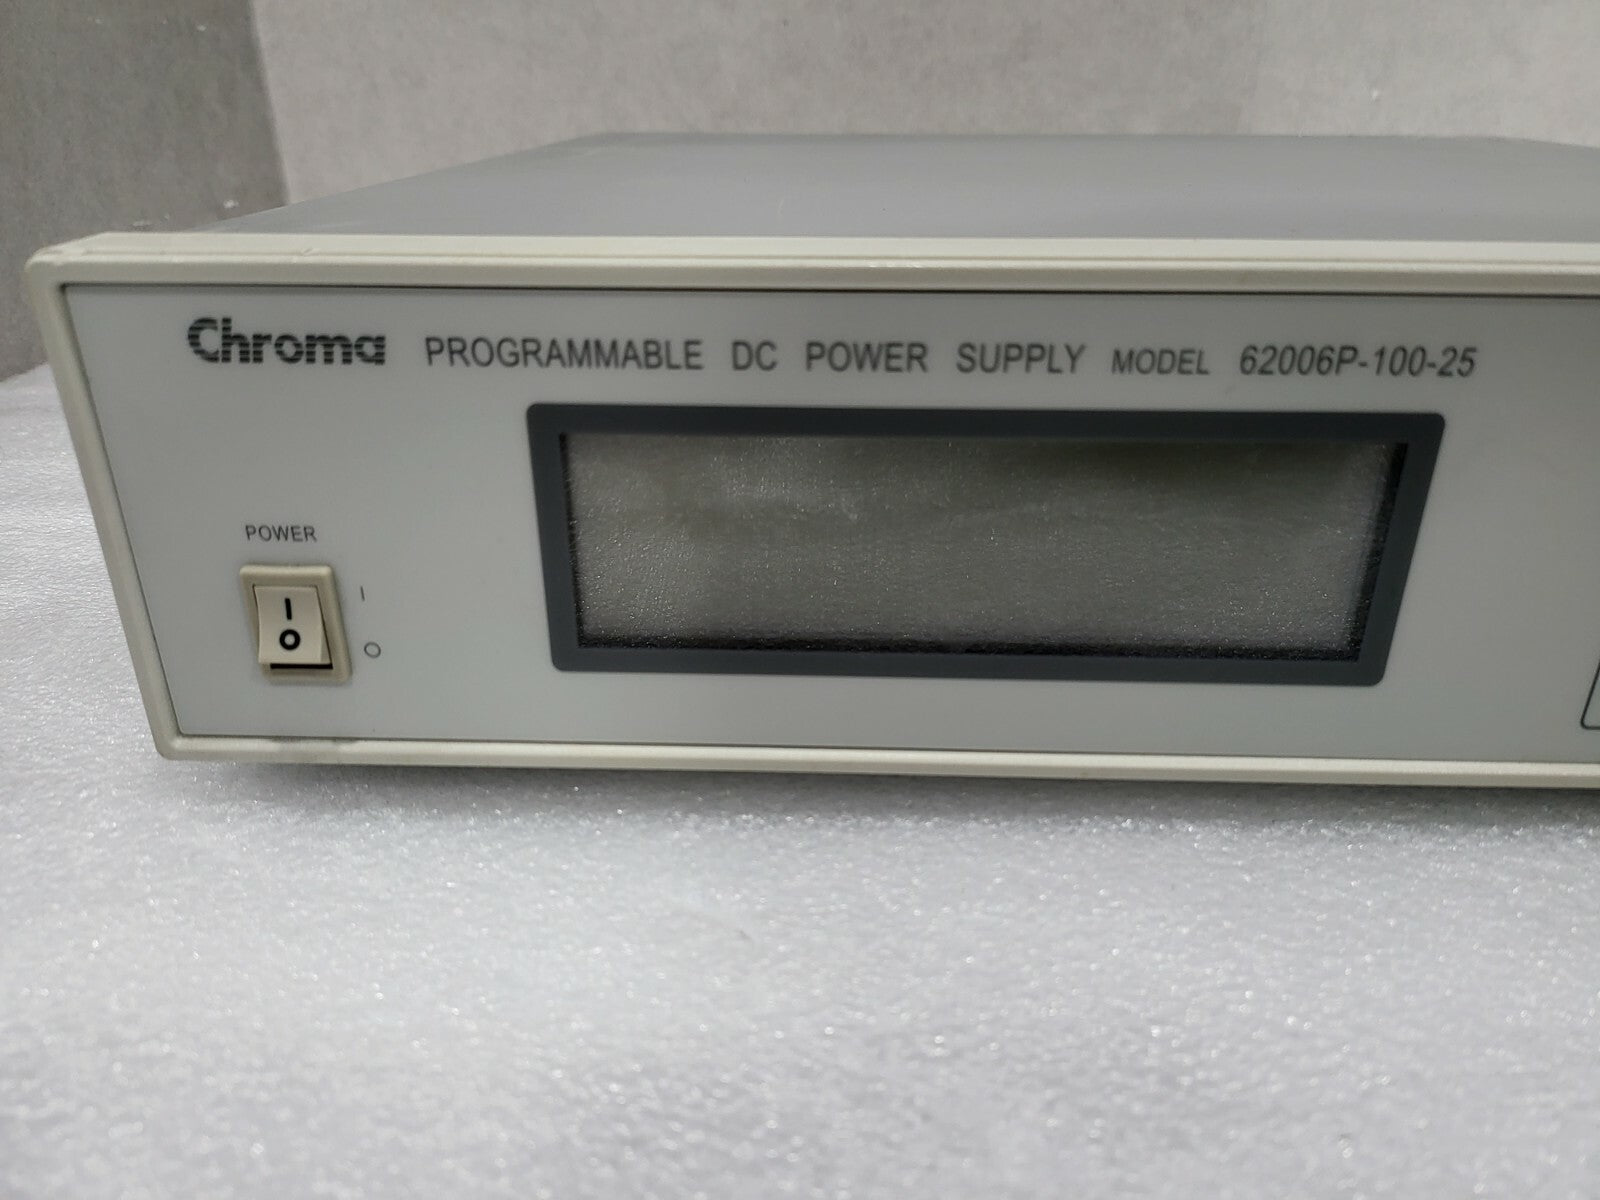 Chroma PROGRAMMABLE DC POWER SUPPLY MODEL 62006P-100-25
POWER
I
I
O
O